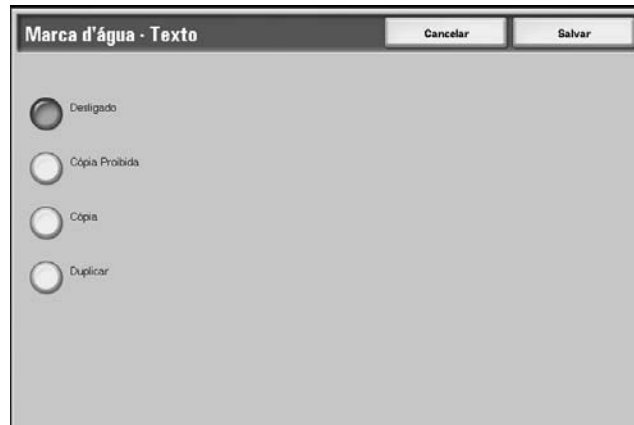 Marca d'água - Texto
Cancelar
Salvar
Desligado
Cópia Proibida
Cópia
Duplicar